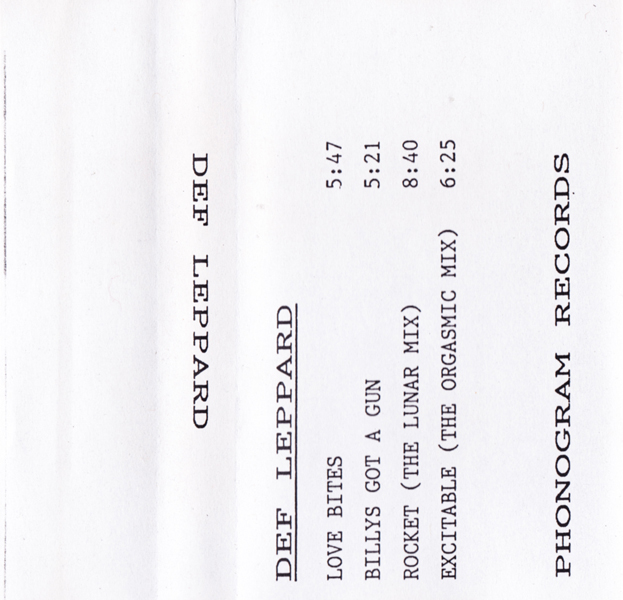 DEF LEPPARD
DEF LEPPARD
LOVE BITES 5:47
BILLYS GOT A GUN 5:21
ROCKET (THE LUNAR MIX) 8:40
EXCITABLE (THE ORGASMIC MIX) 6:25
PHONOGRAM RECORDS